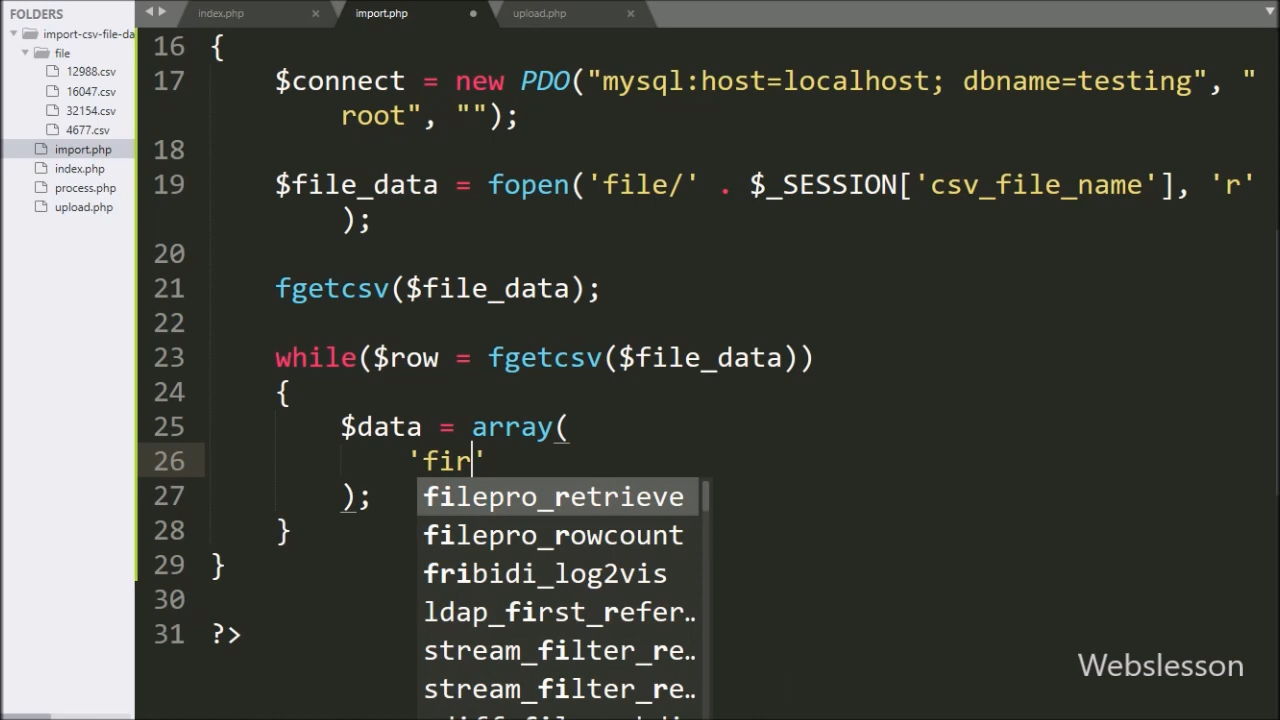 FOLDERS
import-csv-file-da
file
12988.csv
16047.csv
32154.csv
4677.csv
import.php
index.php
process.php
upload.php
index.php × import.php upload.php ×
16 {
17 $connect = new PDO("mysql:host=localhost; dbname=testing", "
root", "");
18
19 $file_data = fopen('file/' . $_SESSION['csv_file_name'], 'r'
);
20
21 fgetcsv($file_data);
22
23 while($row = fgetcsv($file_data))
24 {
25 $data = array(
26 'fir'
27 );
28 }
29 }
30
31 ?>
filepro_retrieve
filepro_rowcount
fribidi_log2vis
ldap_first_refer..
stream_filter_re..
stream_filter_re..
Webslesson